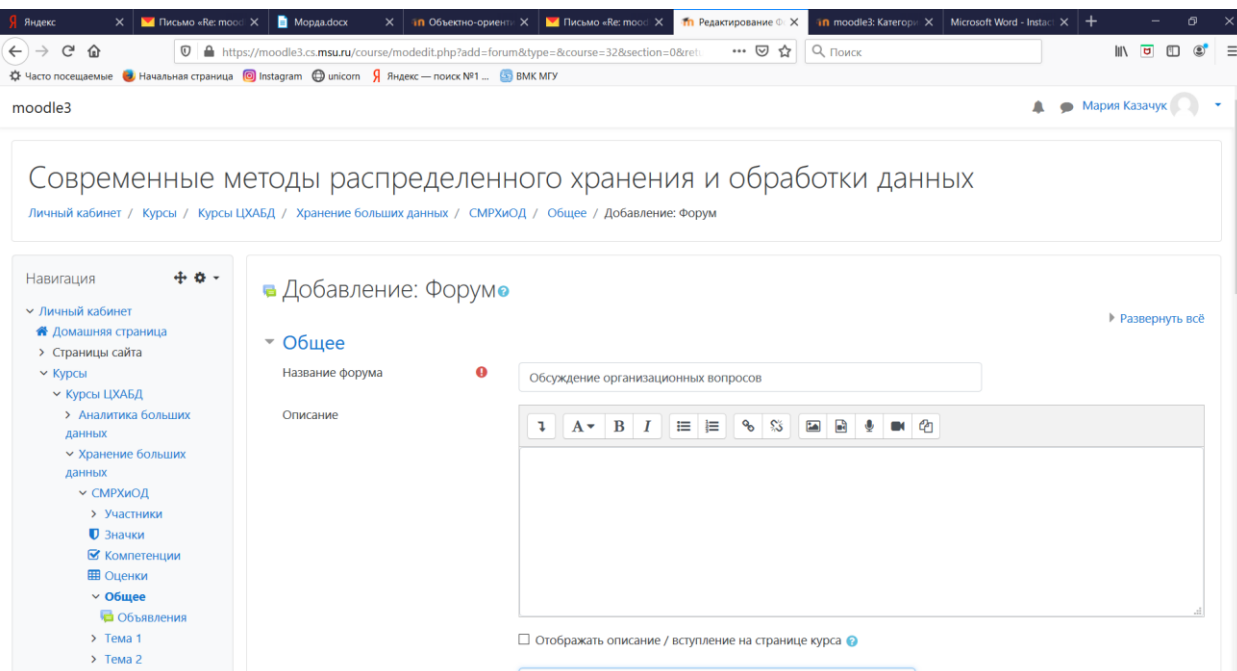 Яндекс
Письмо «Re: mood
Морда.docx
Объектно-ориент
Письмо «Re: mood
Редактирование Ф
moodle3: Категори
Microsoft Word - Instac
https://moodle3.cs.msu.ru/course/modedit.php?add=forum&type=&course=32&section=0&ret
Поиск
Часто посещаемые
Начальная страница
Instagram
unicorn
Яндекс — поиск №1 ...
ВМК МГУ
moodle3
Мария Казачук
Современные методы распределенного хранения и обработки данных
Личный кабинет / Курсы / Курсы ЦХАБД / Хранение больших данных / СМРХиОД / Общее / Добавление: Форум
Навигация
Личный кабинет
Домашняя страница
Страницы сайта
Курсы
Курсы ЦХАБД
Аналитика больших
данных
Хранение больших
данных
СМРХиОД
Участники
Значки
Компетенции
Оценки
Общее
Объявления
Тема 1
Тема 2
Добавление: Форум
Развернуть всё
Общее
Название форума
Обсуждение организационных вопросов
Описание
A B I
Отображать описание / вступление на странице курса